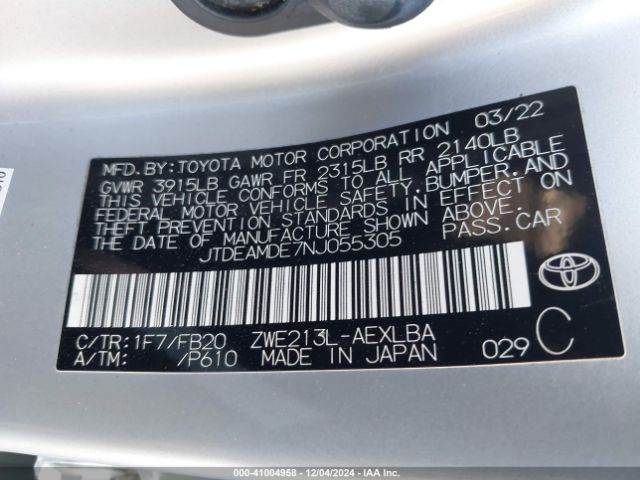 MFD.BY:TOYOTA MOTOR CORPORATION 03/22
GVWR 3915LB GAWR FR 2315LB RR 2140LB
THIS VEHICLE CONFORMS TO ALL APPLICABLE
FEDERAL MOTOR VEHICLE SAFETY,BUMPER,AND
THEFT PREVENTION STANDARDS IN EFFECT ON
THE DATE OF MANUFACTURE SHOWN ABOVE.
JTDEAMDE7NJ055305 PASS.CAR
C/TR:1F7/FB20 ZWE213L-AEXLBA
A/TM: /P610 MADE IN JAPAN 029 C
000-41004958 | 12/04/2024 - IAA, Inc.